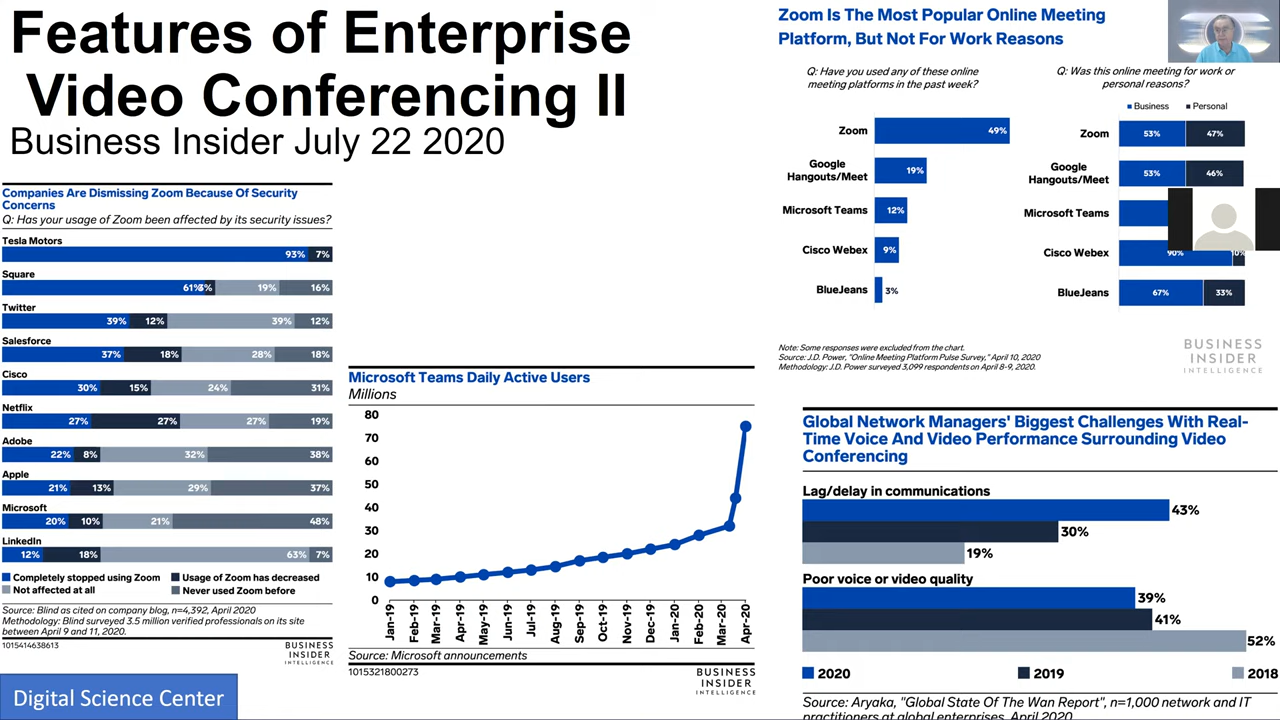 Features of Enterprise
Video Conferencing II
Business Insider July 22 2020
Companies Are Dismissing Zoom Because Of Security
Concerns
Q: Has your usage of Zoom been affected by its security issues?
Tesla Motors
93% 7%
Square
61% 3% 19% 16%
Twitter
39% 12% 39% 12%
Salesforce
37% 18% 28% 18%
Cisco
30% 15% 24% 31%
Netflix
27% 27% 27% 19%
Adobe
22% 8% 32% 38%
Apple
21% 13% 29% 37%
Microsoft
20% 10% 21% 48%
LinkedIn
12% 18% 63% 7%
Completely stopped using Zoom Usage of Zoom has decreased
Not affected at all Never used Zoom before
Source: Blind as cited on company blog, n=4,392, April 2020
Methodology: Blind surveyed 3.5 million verified professionals on its site
between April 9 and 11, 2020.
1015414638613
BUSINESS
INSIDER
INTELLIGENCE
Digital Science Center
Microsoft Teams Daily Active Users
Millions
80
70
60
50
40
30
20
10
0
Jan-19 Feb-19 Mar-19 Apr-19 May-19 Jun-19 Jul-19 Aug-19 Sep-19 Oct-19 Nov-19 Dec-19 Jan-20 Feb-20 Mar-20 Apr-20
Source: Microsoft announcements
1015321800273
BUSINESS
INSIDER
INTELLIGENCE
Zoom Is The Most Popular Online Meeting
Platform, But Not For Work Reasons
Q: Have you used any of these online
meeting platforms in the past week?
Zoom 49%
Google
Hangouts/Meet 19%
Microsoft Teams 12%
Cisco Webex 9%
BlueJeans 3%
Q: Was this online meeting for work or
personal reasons?
Business Personal
Zoom 53% 47%
Google
Hangouts/Meet 53% 46%
Microsoft Teams
Cisco Webex 90% 10%
BlueJeans 67% 33%
Note: Some responses were excluded from the chart.
Source: J.D. Power, "Online Meeting Platform Pulse Survey," April 10, 2020
Methodology: J.D. Power surveyed 3,099 respondents on April 8-9, 2020.
BUSINESS
INSIDER
INTELLIGENCE
Global Network Managers' Biggest Challenges With Real-
Time Voice And Video Performance Surrounding Video
Conferencing
Lag/delay in communications
43%
30%
19%
Poor voice or video quality
39%
41%
52%
2020 2019 2018
Source: Aryaka, "Global State Of The Wan Report", n=1,000 network and IT
practitioners at global enterprises, April 2020